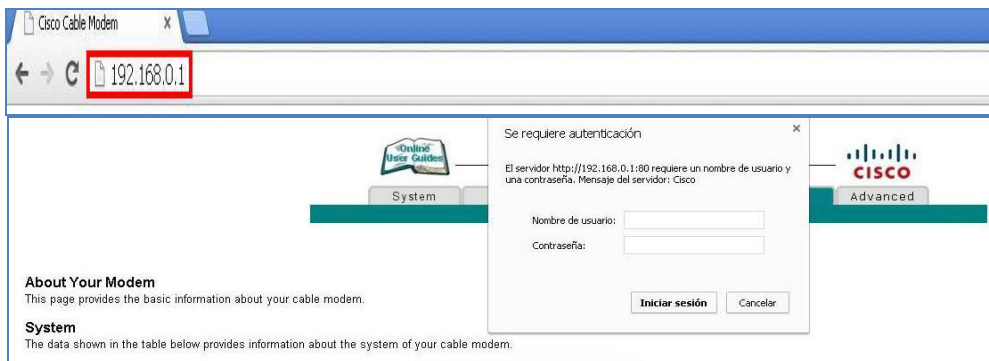 Cisco Cable Modem x
192.168.0.1
Online
User Guides
CISCO
System
Advanced
Se requiere autenticación ×
El servidor http://192.168.0.1:80 requiere un nombre de usuario y
una contraseña. Mensaje del servidor: Cisco
Nombre de usuario:
Contraseña:
Iniciar sesión
Cancelar
About Your Modem
This page provides the basic information about your cable modem.
System
The data shown in the table below provides information about the system of your cable modem.